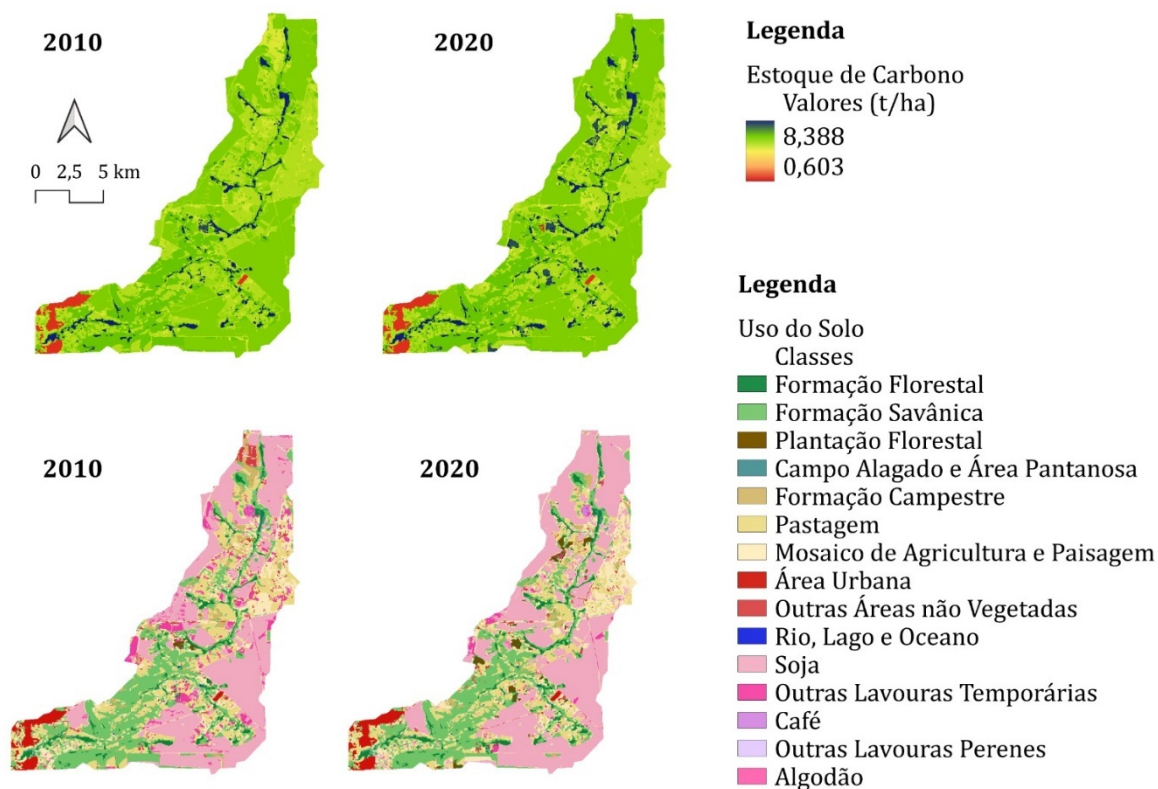 2010
2020
0 2,5 5 km
Legenda
Estoque de Carbono
Valores (t/ha)
8,388
0,603
2010
2020
Legenda
Uso do Solo
Classes
Formação Florestal
Formação Savânica
Plantação Florestal
Campo Alagado e Área Pantanosa
Formação Campestre
Pastagem
Mosaico de Agricultura e Paisagem
Área Urbana
Outras Áreas não Vegetadas
Rio, Lago e Oceano
Soja
Outras Lavouras Temporárias
Café
Outras Lavouras Perenes
Algodão